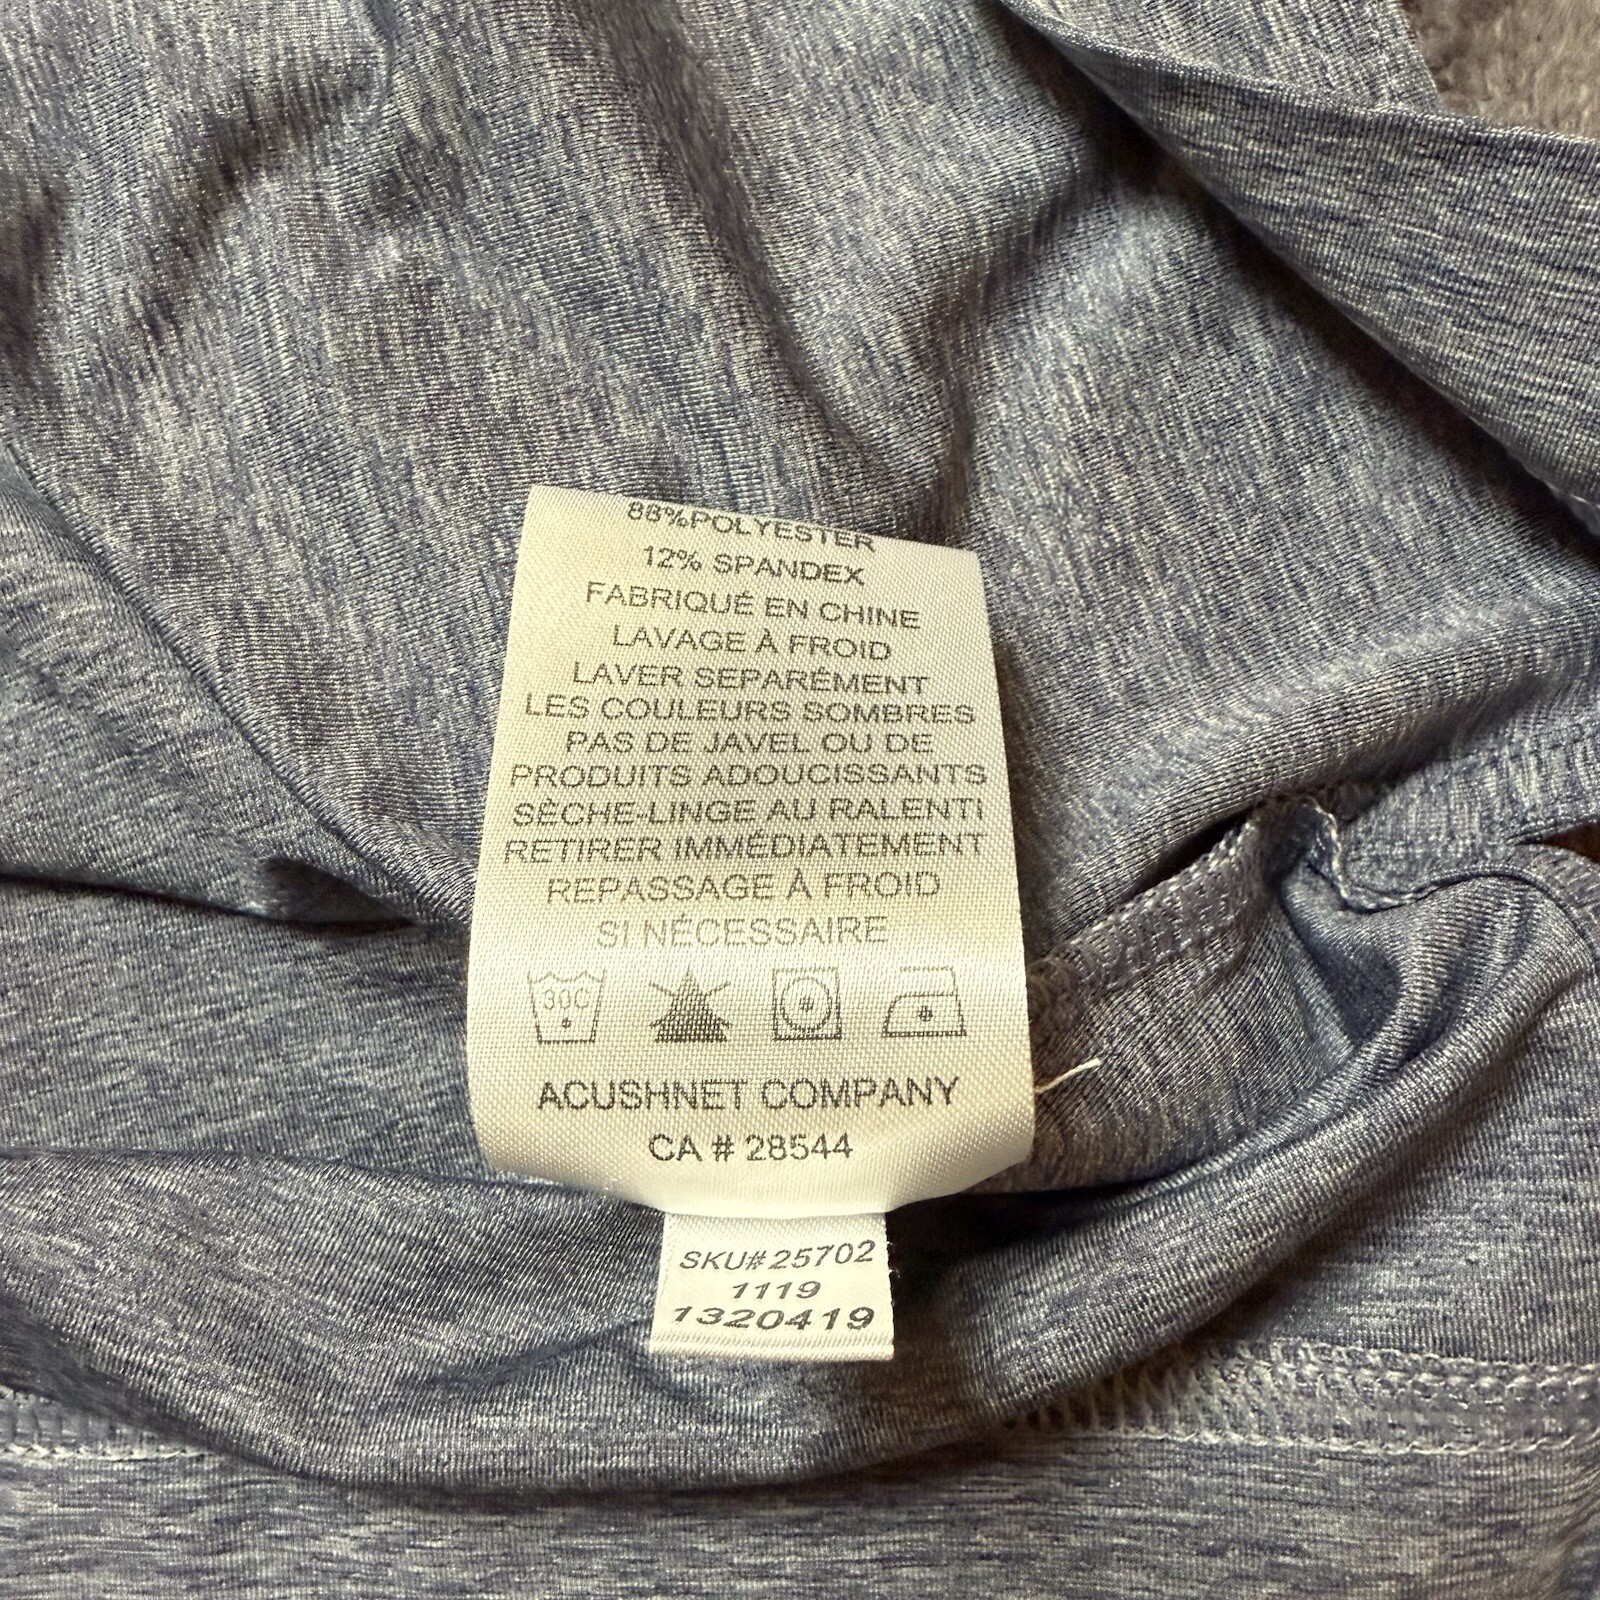 88%POLYESTER
12% SPANDEX
FABRIQUÉ EN CHINE
LAVAGE À FROID
LAVER SEPARÉMENT
LES COULEURS SOMBRES
PAS DE JAVEL OU DE
PRODUITS ADOUCISSANTS
SÈCHE-LINGE AU RALENTI
RETIRER IMMÉDIATEMENT
REPASSAGE À FROID
SI NÉCESSAIRE
30C
ACUSHNET COMPANY
CA # 28544
SKU#25702
1119
1320419